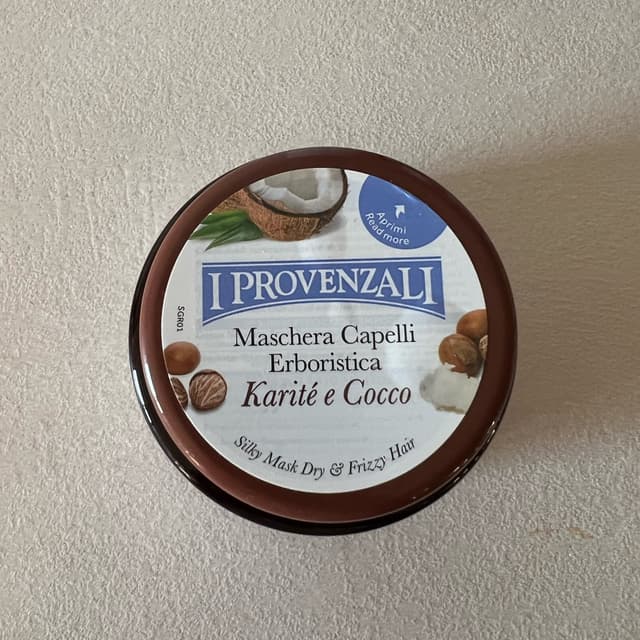 Aprimi
Read more
I PROVENZALI
SGR01
Maschera Capelli
Erboristica
Karité e Cocco
Silky Mask Dry & Frizzy Hair